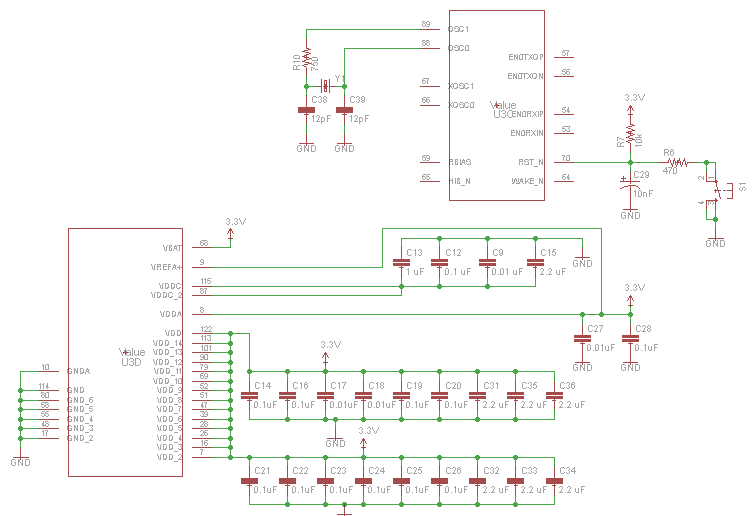 89 OSC1
88 OSC0
R10
750
Y1
C38
12pF
C39
12pF
GND
GND
67 XOSC1
66 XOSC0
Value
U3C
59 RBIAS
65 HIB_N
EN0TXOP 57
EN0TXON 56
EN0RXIP 54
EN0RXIN 53
RST_N 70
WAKE_N 64
3.3V
R7
10k
R6
470
C29
10nF
GND
2 1
4 3
S1
GND
3.3V
VBAT 68
VREFA+ 9
VDDC 115
VDDC_2 87
VDDA 8
VDD 122
VDD_14 113
VDD_13 101
VDD_12 90
VDD_11 79
VDD_10 69
VDD_9 52
VDD_8 51
VDD_7 47
VDD_6 39
VDD_5 28
VDD_4 26
VDD_3 16
VDD_2 7
Value
U3D
10 GNDA
114 GND
80 GND_6
58 GND_5
55 GND_4
48 GND_3
17 GND_2
GND
C13
1 uF
C12
0.1 uF
C9
0.01 uF
C15
2.2 uF
GND
3.3V
C27
0.01uF
C28
0.1uF
GND
GND
3.3V
C14
0.1uF
C16
0.1uF
C17
0.01uF
C18
0.01uF
C19
0.1uF
C20
0.1uF
C31
2.2 uF
C35
2.2 uF
C36
2.2 uF
GND
3.3V
C21
0.1uF
C22
0.1uF
C23
0.1uF
C24
0.1uF
C25
0.1uF
C26
0.1uF
C32
2.2 uF
C33
2.2 uF
C34
2.2 uF